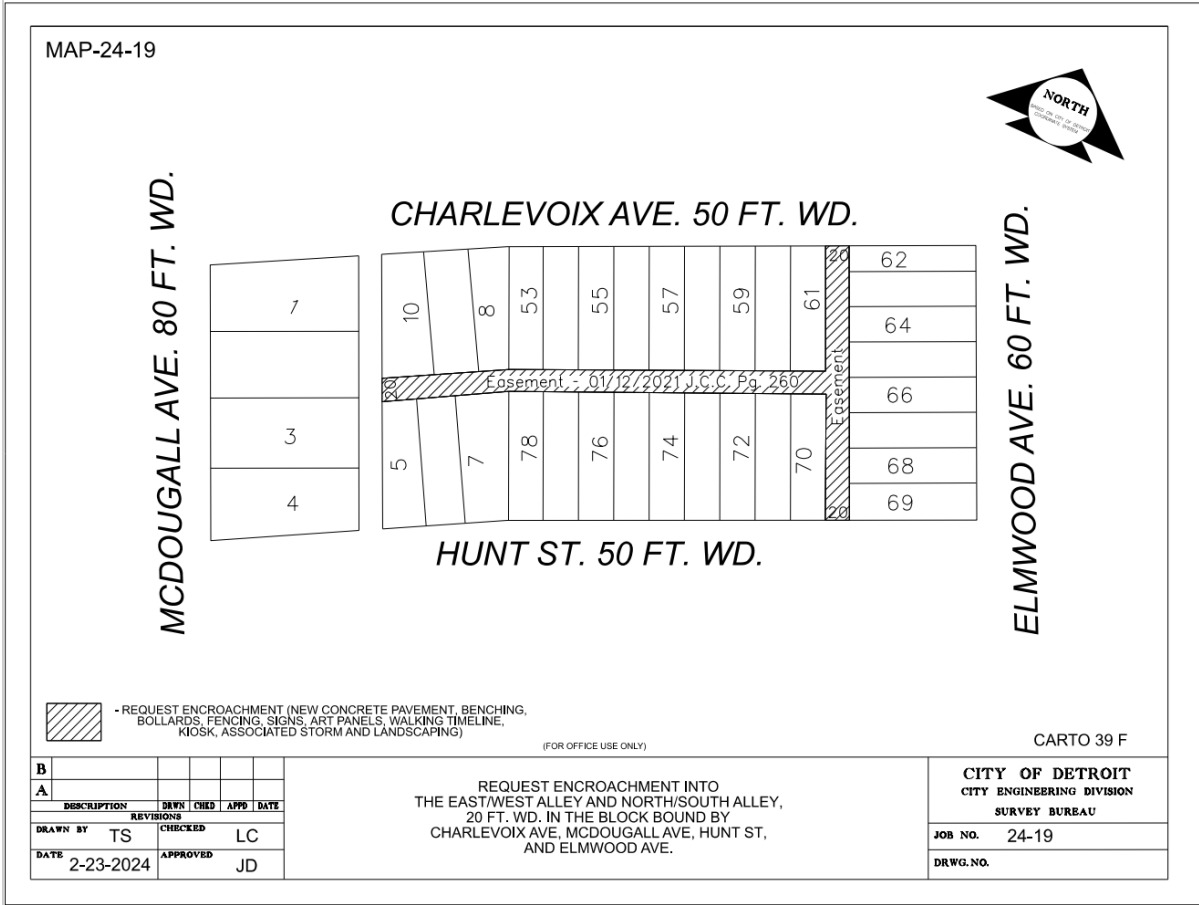 MAP-24-19
NORTH
BASED ON CITY OF DETROIT
COORDINATE SYSTEM
CHARLEVOIX AVE. 50 FT. WD.
MCDOUGALL AVE. 80 FT. WD.
ELMWOOD AVE. 60 FT. WD.
1
3
4
10
8
53
55
57
59
61
20
62
64
66
68
69
20
Easement - 01/12/2021 J.C.C. Pg. 260
Easement
5
7
78
76
74
72
70
20
HUNT ST. 50 FT. WD.
- REQUEST ENCROACHMENT (NEW CONCRETE PAVEMENT, BENCHING,
BOLLARDS, FENCING, SIGNS, ART PANELS, WALKING TIMELINE,
KIOSK, ASSOCIATED STORM AND LANDSCAPING)
(FOR OFFICE USE ONLY)
CARTO 39 F
B
A
DESCRIPTION DRWN CHKD APPD DATE
REVISIONS
DRAWN BY TS CHECKED LC
DATE 2-23-2024 APPROVED JD
REQUEST ENCROACHMENT INTO
THE EAST/WEST ALLEY AND NORTH/SOUTH ALLEY,
20 FT. WD. IN THE BLOCK BOUND BY
CHARLEVOIX AVE, MCDOUGALL AVE, HUNT ST,
AND ELMWOOD AVE.
CITY OF DETROIT
CITY ENGINEERING DIVISION
SURVEY BUREAU
JOB NO. 24-19
DRWG. NO.